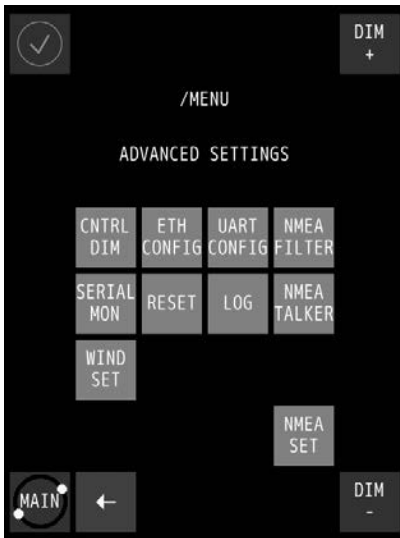 DIM
+
/MENU
ADVANCED SETTINGS
CNTRL
DIM
ETH
CONFIG
UART
CONFIG
NMEA
FILTER
SERIAL
MON
RESET
LOG
NMEA
TALKER
WIND
SET
NMEA
SET
MAIN
←
DIM
-